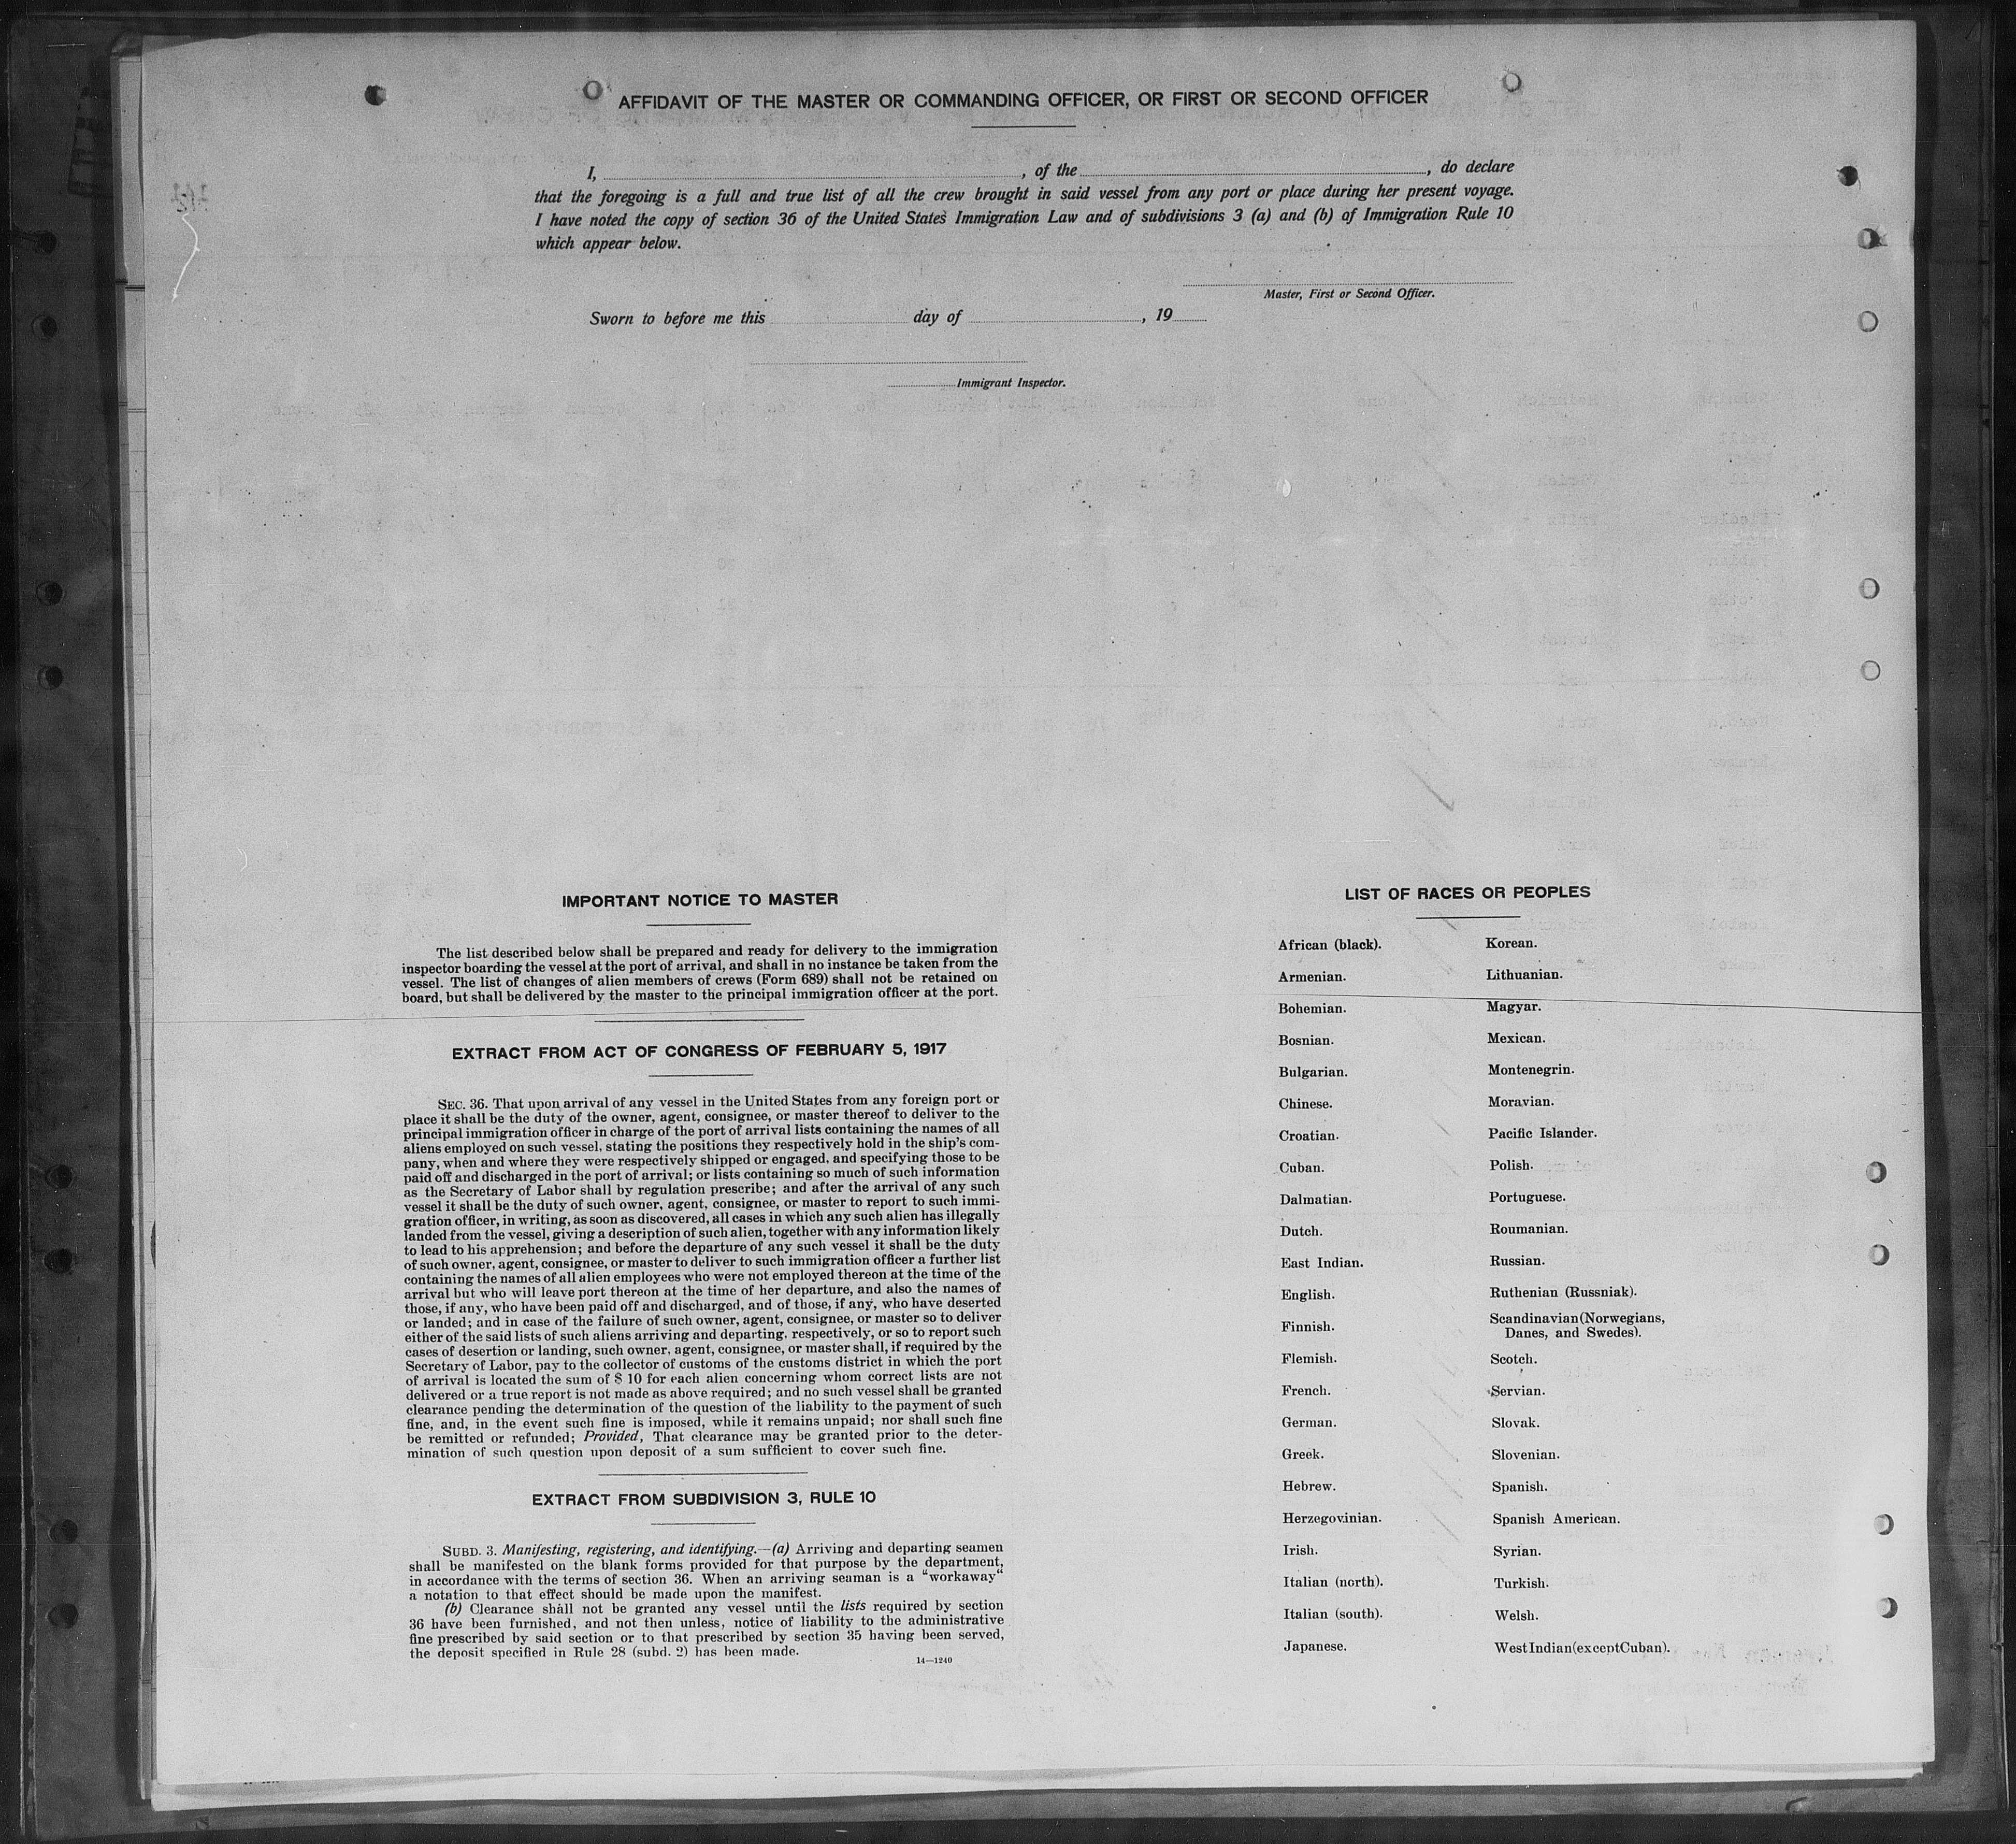 AFFIDAVIT OF THE MASTER OR COMMANDING OFFICER, OR FIRST OR SECOND OFFICER
I, , of the , do declare
that the foregoing is a full and true list of all the crew brought in said vessel from any port or place during her present voyage.
I have noted the copy of section 36 of the United States Immigration Law and of subdivisions 3 (a) and (b) of Immigration Rule 10
which appear below.
Master, First or Second Officer.
Sworn to before me this day of , 19
Immigrant Inspector.
IMPORTANT NOTICE TO MASTER
The list described below shall be prepared and ready for delivery to the immigration
inspector boarding the vessel at the port of arrival, and shall in no instance be taken from the
vessel. The list of changes of alien members of crews (Form 689) shall not be retained on
board, but shall be delivered by the master to the principal immigration officer at the port.
EXTRACT FROM ACT OF CONGRESS OF FEBRUARY 5, 1917
SEC. 36. That upon arrival of any vessel in the United States from any foreign port or
place it shall be the duty of the owner, agent, consignee, or master thereof to deliver to the
principal immigration officer in charge of the port of arrival lists containing the names of all
aliens employed on such vessel, stating the positions they respectively hold in the ship's com-
pany, when and where they were respectively shipped or engaged, and specifying those to be
paid off and discharged in the port of arrival; or lists containing so much of such information
as the Secretary of Labor shall by regulation prescribe; and after the arrival of any such
vessel it shall be the duty of such owner, agent, consignee, or master to report to such immi-
gration officer, in writing, as soon as discovered, all cases in which any such alien has illegally
landed from the vessel, giving a description of such alien, together with any information likely
to lead to his apprehension; and before the departure of any such vessel it shall be the duty
of such owner, agent, consignee, or master to deliver to such immigration officer a further list
containing the names of all alien employees who were not employed thereon at the time of the
arrival but who will leave port thereon at the time of her departure, and also the names of
those, if any, who have been paid off and discharged, and of those, if any, who have deserted
or landed; and in case of the failure of such owner, agent, consignee, or master so to deliver
either of the said lists of such aliens arriving and departing, respectively, or so to report such
cases of desertion or landing, such owner, agent, consignee, or master shall, if required by the
Secretary of Labor, pay to the collector of customs of the customs district in which the port
of arrival is located the sum of $ 10 for each alien concerning whom correct lists are not
delivered or a true report is not made as above required; and no such vessel shall be granted
clearance pending the determination of the question of the liability to the payment of such
fine, and, in the event such fine is imposed, while it remains unpaid; nor shall such fine
be remitted or refunded; Provided, That clearance may be granted prior to the deter-
mination of such question upon deposit of a sum sufficient to cover such fine.
EXTRACT FROM SUBDIVISION 3, RULE 10
SUBD. 3. Manifesting, registering, and identifying.—(a) Arriving and departing seamen
shall be manifested on the blank forms provided for that purpose by the department,
in accordance with the terms of section 36. When an arriving seaman is a “workaway“
a notation to that effect should be made upon the manifest.
(b) Clearance shall not be granted any vessel until the lists required by section
36 have been furnished, and not then unless, notice of liability to the administrative
fine prescribed by said section or to that prescribed by section 35 having been served,
the deposit specified in Rule 28 (subd. 2) has been made.
14—1240
LIST OF RACES OR PEOPLES
African (black).
Armenian.
Bohemian.
Bosnian.
Bulgarian.
Chinese.
Croatian.
Cuban.
Dalmatian.
Dutch.
East Indian.
English.
Finnish.
Flemish.
French.
German.
Greek.
Hebrew.
Herzegovinian.
Irish.
Italian (north).
Italian (south).
Japanese.
Korean.
Lithuanian.
Magyar.
Mexican.
Montenegrin.
Moravian.
Pacific Islander.
Polish.
Portuguese.
Roumanian.
Russian.
Ruthenian (Russniak).
Scandinavian (Norwegians,
Danes, and Swedes).
Scotch.
Servian.
Slovak.
Slovenian.
Spanish.
Spanish American.
Syrian.
Turkish.
Welsh.
West Indian (except Cuban).